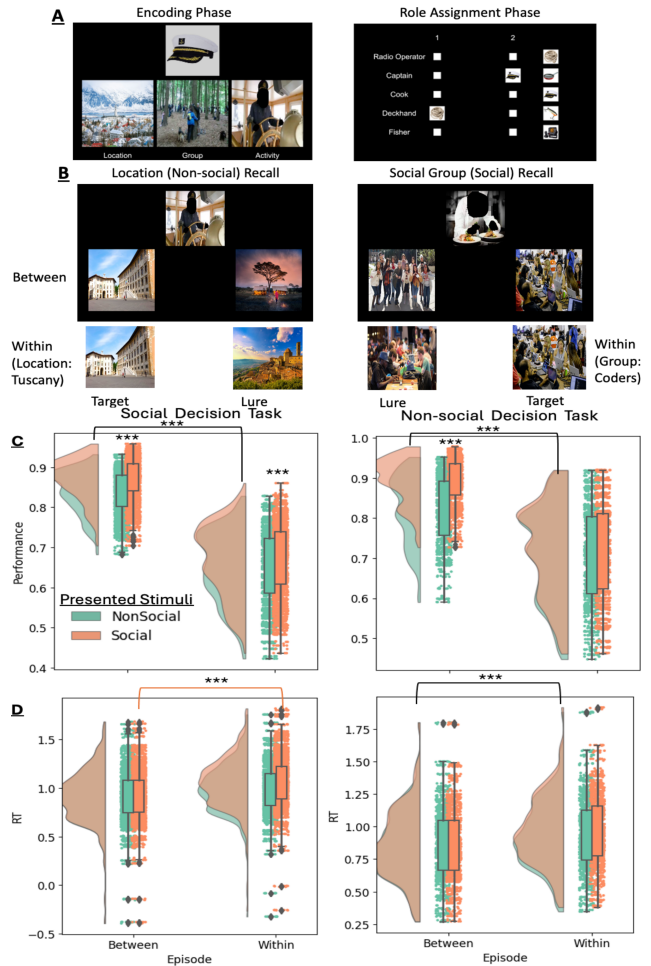 A
Encoding Phase
Role Assignment Phase
Location
Group
Activity
1
2
Radio Operator
Captain
Cook
Deckhand
Fisher
B
Location (Non-social) Recall
Social Group (Social) Recall
Between
Within
(Location:
Tuscany)
Within
(Group:
Coders)
Target
Lure
Lure
Target
C
Social Decision Task
Non-social Decision Task
***
***
***
***
***
Performance
0.9
0.8
0.7
0.6
0.5
0.4
1.0
0.9
0.8
0.7
0.6
0.5
Presented Stimuli
NonSocial
Social
D
***
***
RT
1.5
1.0
0.5
0.0
−0.5
RT
1.75
1.50
1.25
1.00
0.75
0.50
0.25
Between
Within
Episode
Between
Within
Episode